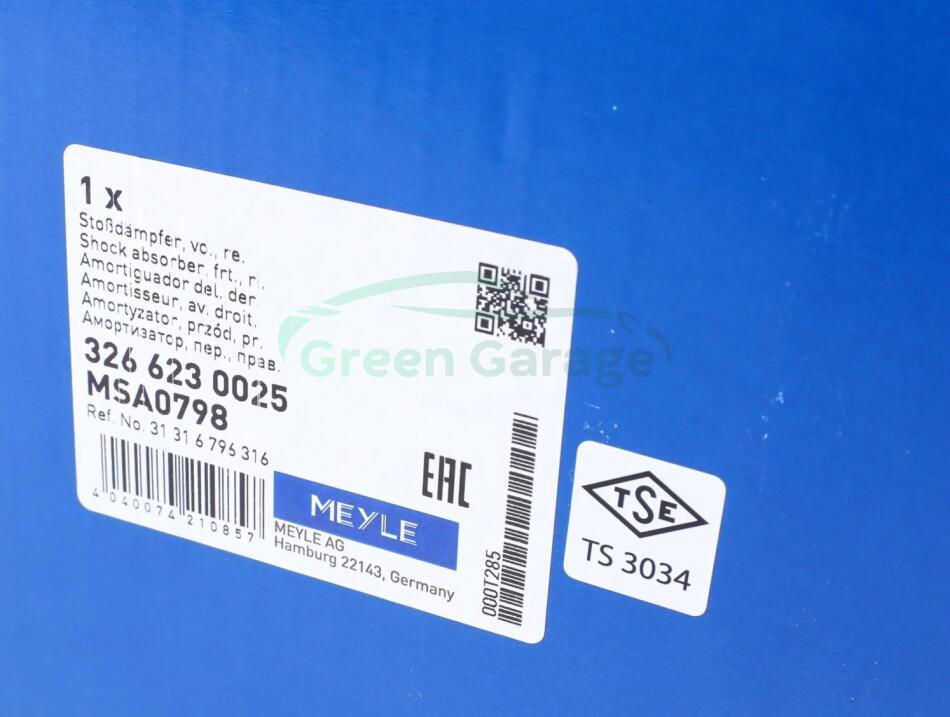 1 x
Stoßdämpfer, vo., re.
Shock absorber, frt., ri.
Amortiguador del. der.
Amortisseur, av. droit.
Amortyzator, przód, pr.
Амортизатор, пер., прав.
326 623 0025
MSA0798
Ref. No. 31 31 6 796 316
4 040074 210857
EAC
MEYLE
MEYLE AG
Hamburg 22143, Germany
000T285
Green Garage
TSE
TS 3034